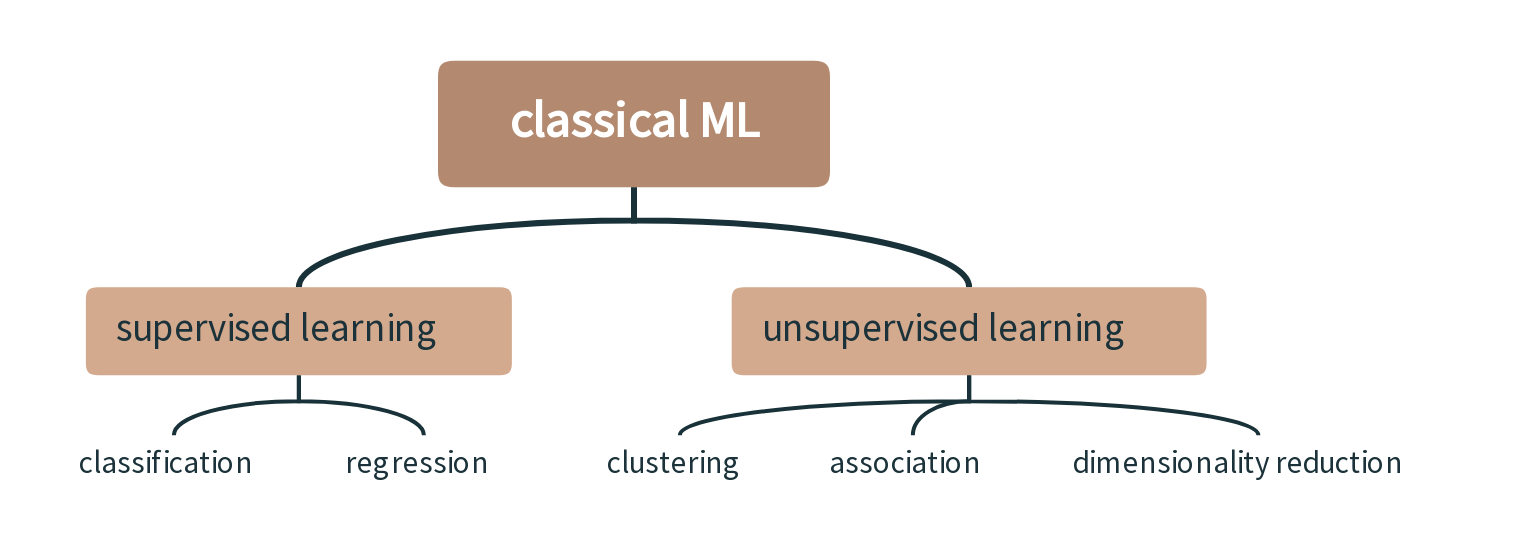 classical ML
supervised learning
unsupervised learning
classification
regression
clustering
association
dimensionality reduction